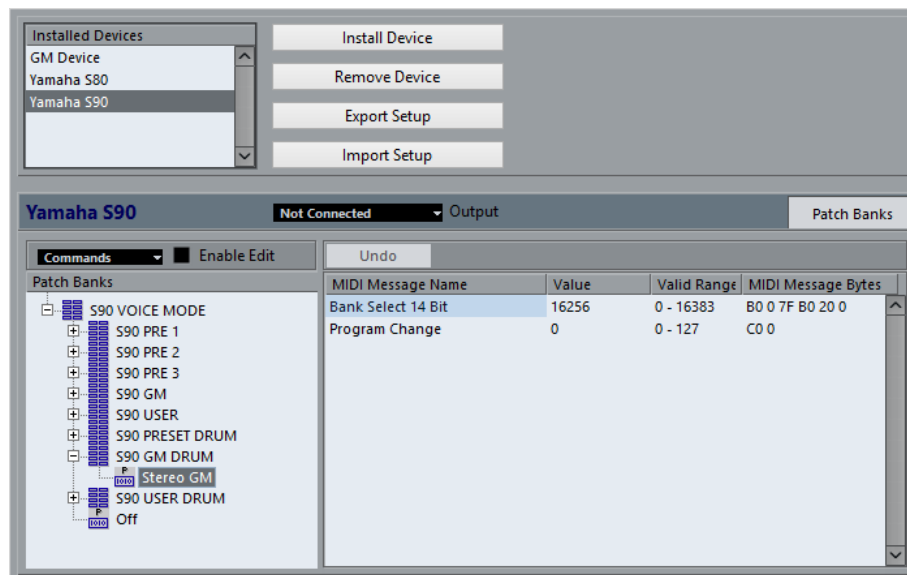 Installed Devices
GM Device
Yamaha S80
Yamaha S90
Install Device
Remove Device
Export Setup
Import Setup
Yamaha S90
Not Connected
Output
Patch Banks
Commands
Enable Edit
Undo
Patch Banks
S90 VOICE MODE
S90 PRE 1
S90 PRE 2
S90 PRE 3
S90 GM
S90 USER
S90 PRESET DRUM
S90 GM DRUM
Stereo GM
S90 USER DRUM
Off
MIDI Message Name Value Valid Range MIDI Message Bytes
Bank Select 14 Bit 16256 0 - 16383 B0 0 7F B0 20 0
Program Change 0 0 - 127 C0 0